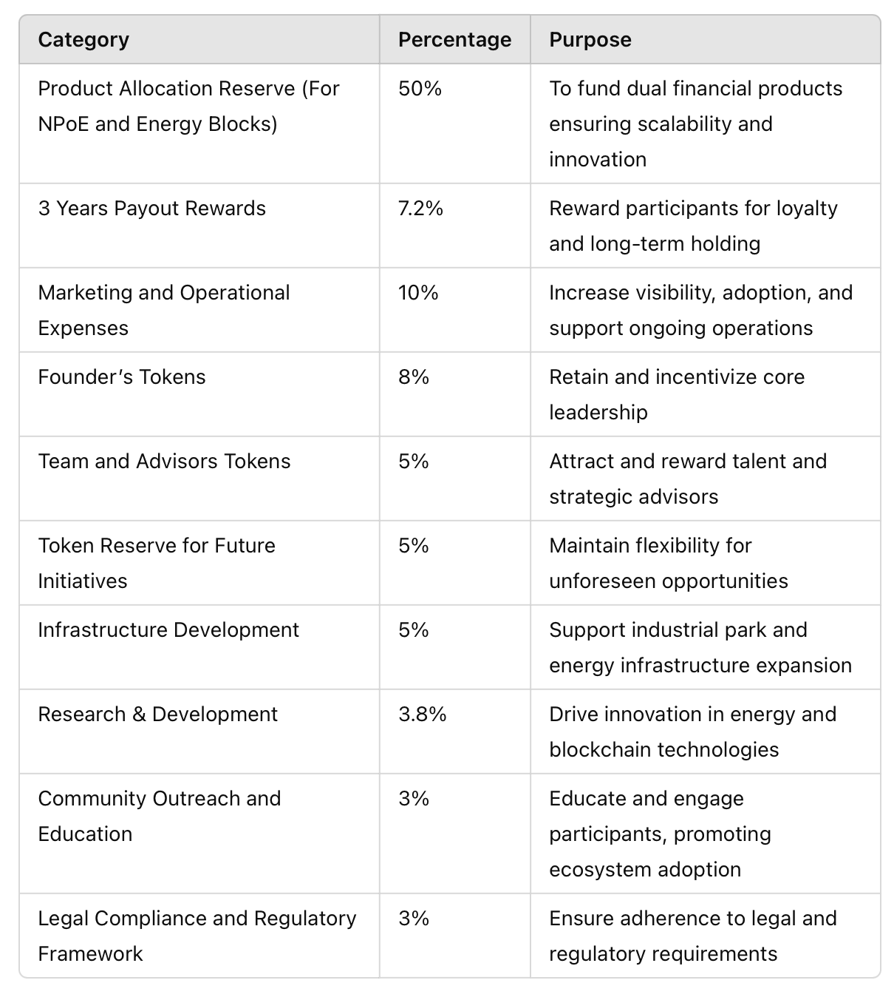 Category Percentage Purpose
Product Allocation Reserve (For 50% To fund dual financial products
NPoE and Energy Blocks) ensuring scalability and
innovation
3 Years Payout Rewards 7.2% Reward participants for loyalty
and long-term holding
Marketing and Operational 10% Increase visibility, adoption, and
Expenses support ongoing operations
Founder’s Tokens 8% Retain and incentivize core
leadership
Team and Advisors Tokens 5% Attract and reward talent and
strategic advisors
Token Reserve for Future 5% Maintain flexibility for
Initiatives unforeseen opportunities
Infrastructure Development 5% Support industrial park and
energy infrastructure expansion
Research & Development 3.8% Drive innovation in energy and
blockchain technologies
Community Outreach and 3% Educate and engage
Education participants, promoting
ecosystem adoption
Legal Compliance and Regulatory 3% Ensure adherence to legal and
Framework regulatory requirements